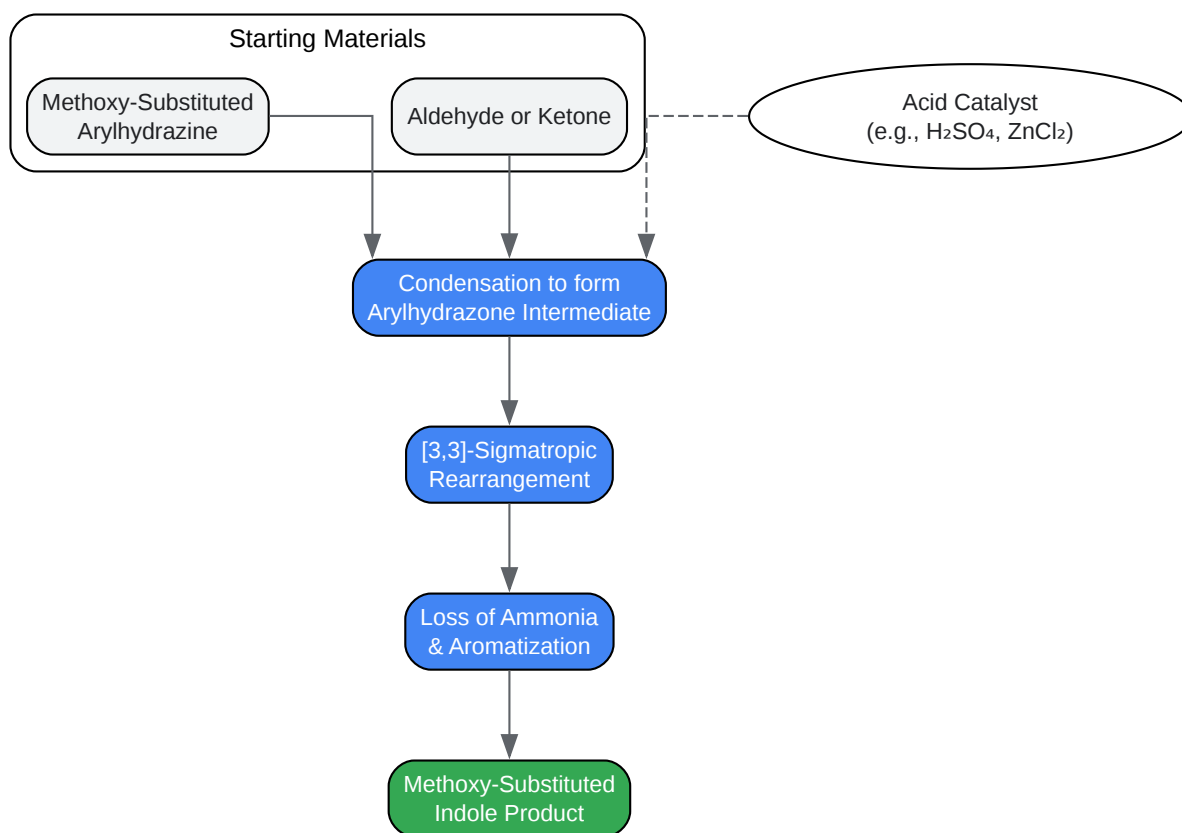 Starting Materials
Methoxy-Substituted
Arylhydrazine
Aldehyde or Ketone
Acid Catalyst
(e.g., H₂SO₄, ZnCl₂)
Condensation to form
Arylhydrazone Intermediate
[3,3]-Sigmatropic
Rearrangement
Loss of Ammonia
& Aromatization
Methoxy-Substituted
Indole Product